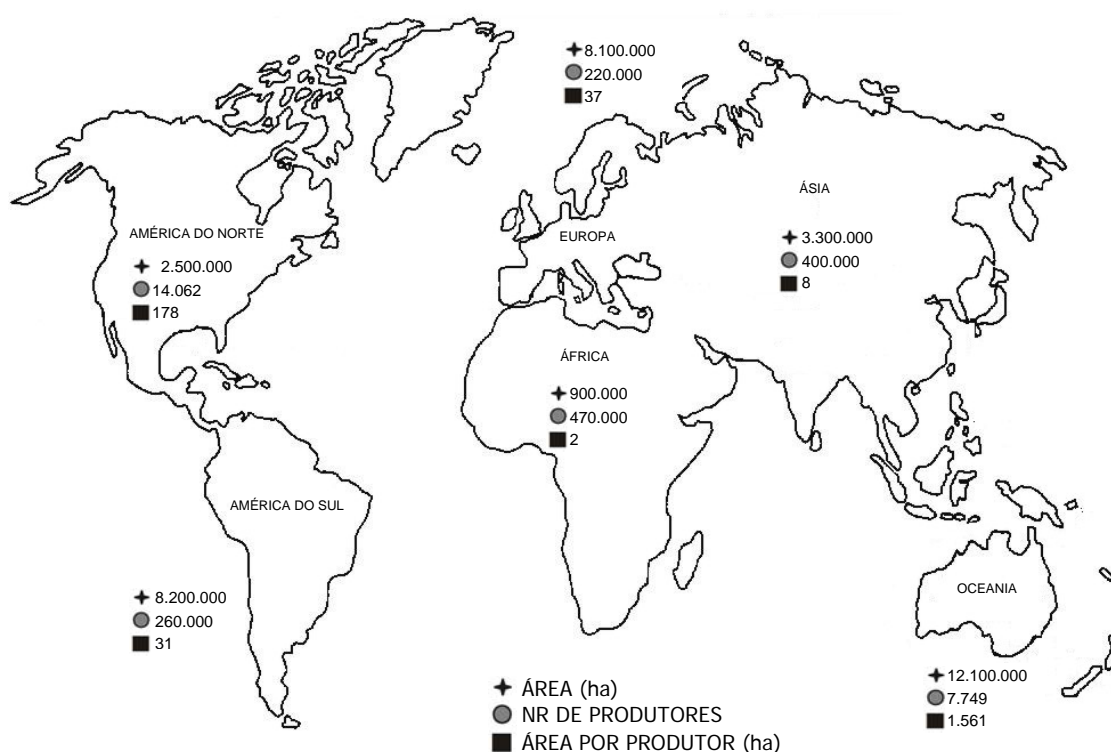 8.100.000
220.000
37
ÁSIA
AMÉRICA DO NORTE
EUROPA
3.300.000
400.000
8
2.500.000
14.062
178
ÁFRICA
900.000
470.000
2
AMÉRICA DO SUL
OCEANIA
8.200.000
260.000
31
12.100.000
7.749
1.561
ÁREA (ha)
NR DE PRODUTORES
ÁREA POR PRODUTOR (ha)